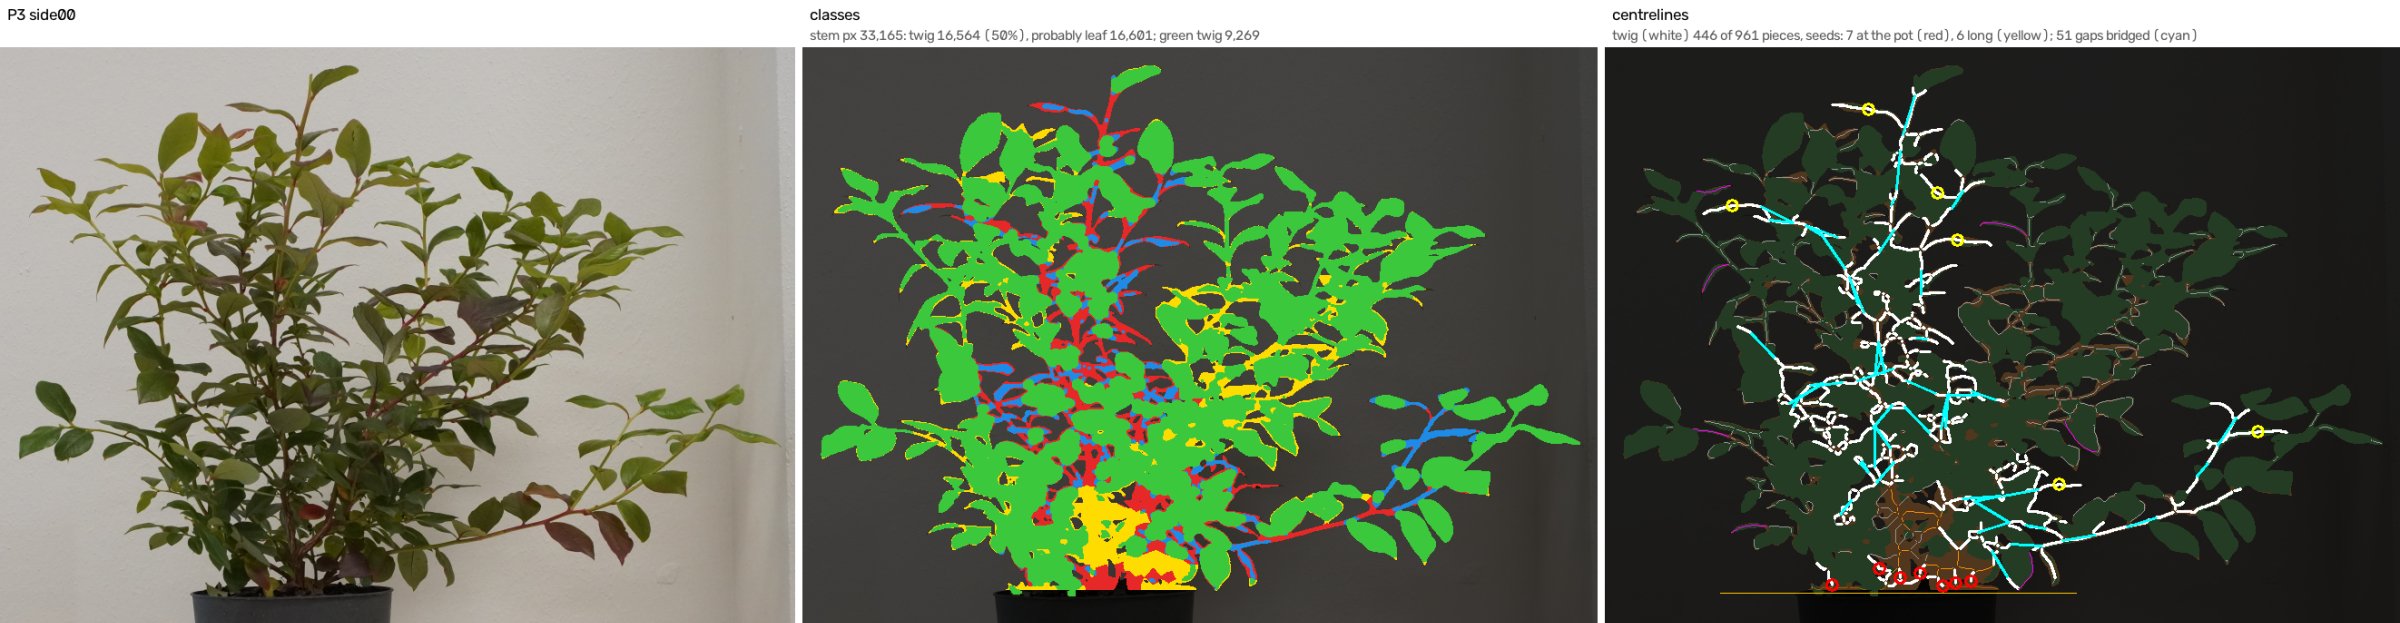 P3 side00
classes
stem px 33,165: twig 16,564 (50%), probably leaf 16,601; green twig 9,269
centrelines
twig (white) 446 of 961 pieces, seeds: 7 at the pot (red), 6 long (yellow); 51 gaps bridged (cyan)